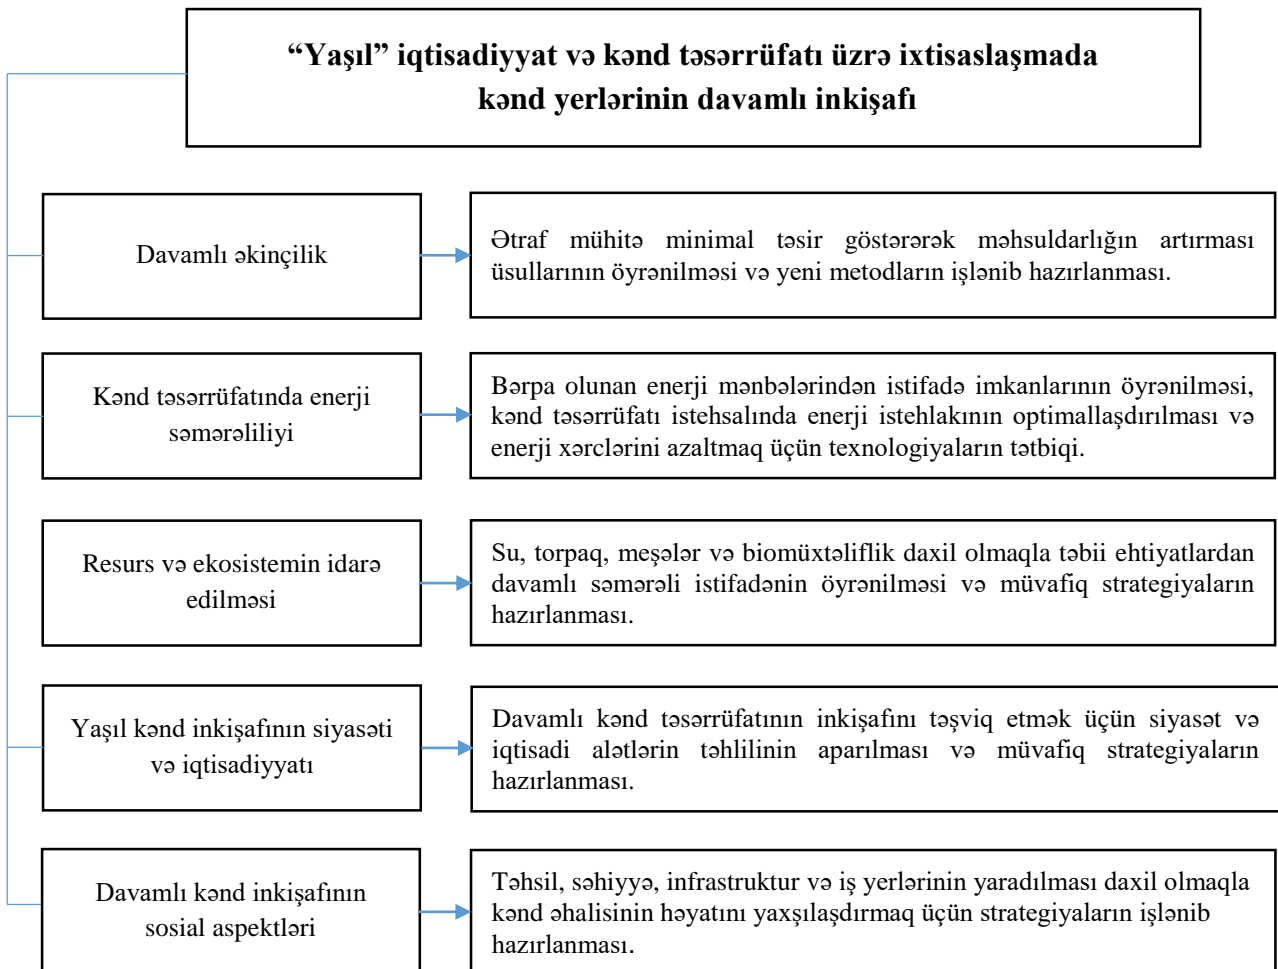 “Yaşıl” iqtisadiyyat və kənd təsərrüfatı üzrə ixtisaslaşmada
kənd yerlərinin davamlı inkişafı
Davamlı əkinçilik
Ətraf mühitə minimal təsir göstərərək məhsuldarlığın artırması
üsullarının öyrənilməsi və yeni metodların işlənib hazırlanması.
Kənd təsərrüfatında enerji
səmərəliliyi
Bərpa olunan enerji mənbələrindən istifadə imkanlarının öyrənilməsi,
kənd təsərrüfatı istehsalında enerji istehlakının optimallaşdırılması və
enerji xərclərini azaltmaq üçün texnologiyaların tətbiqi.
Resurs və ekosistemin idarə
edilməsi
Su, torpaq, meşələr və biomüxtəliflik daxil olmaqla təbii ehtiyatlardan
davamlı səmərəli istifadənin öyrənilməsi və müvafiq strategiyaların
hazırlanması.
Yaşıl kənd inkişafının siyasəti
və iqtisadiyyatı
Davamlı kənd təsərrüfatının inkişafını təşviq etmək üçün siyasət və
iqtisadi alətlərin təhlilinin aparılması və müvafiq strategiyaların
hazırlanması.
Davamlı kənd inkişafının
sosial aspektləri
Təhsil, səhiyyə, infrastruktur və iş yerlərinin yaradılması daxil olmaqla
kənd əhalisinin həyatını yaxşılaşdırmaq üçün strategiyaların işlənib
hazırlanması.